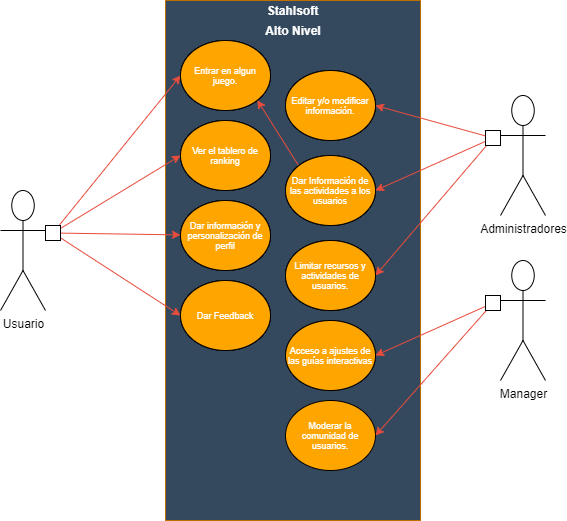 Stahlsoft
Alto Nivel
Entrar en algun
juego.
Editar y/o modificar
información.
Ver el tablero de
ranking
Dar Información de
las actividades a los
usuarios
Dar información y
personalización de
perfil
Limitar recursos y
actividades de
usuarios.
Dar Feedback
Acceso a ajustes de
las guías interactivas
Moderar la
comunidad de
usuarios.
Usuario
Administradores
Manager